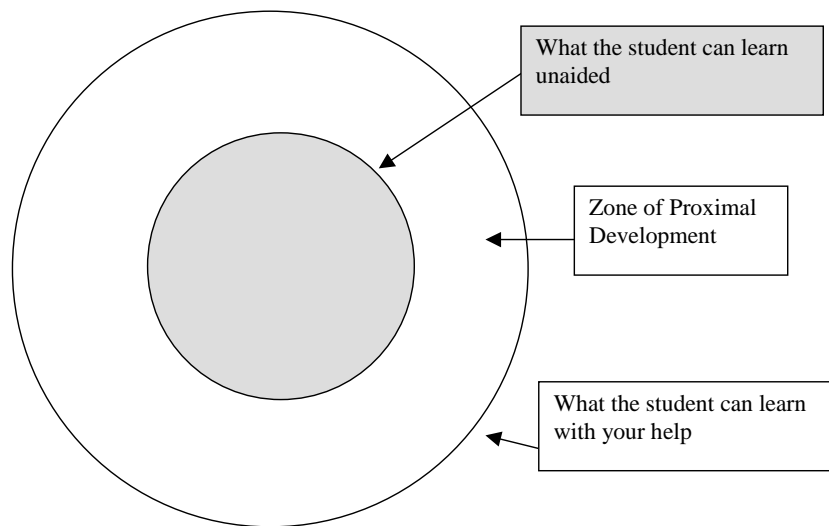 What the student can learn
unaided
Zone of Proximal
Development
What the student can learn
with your help